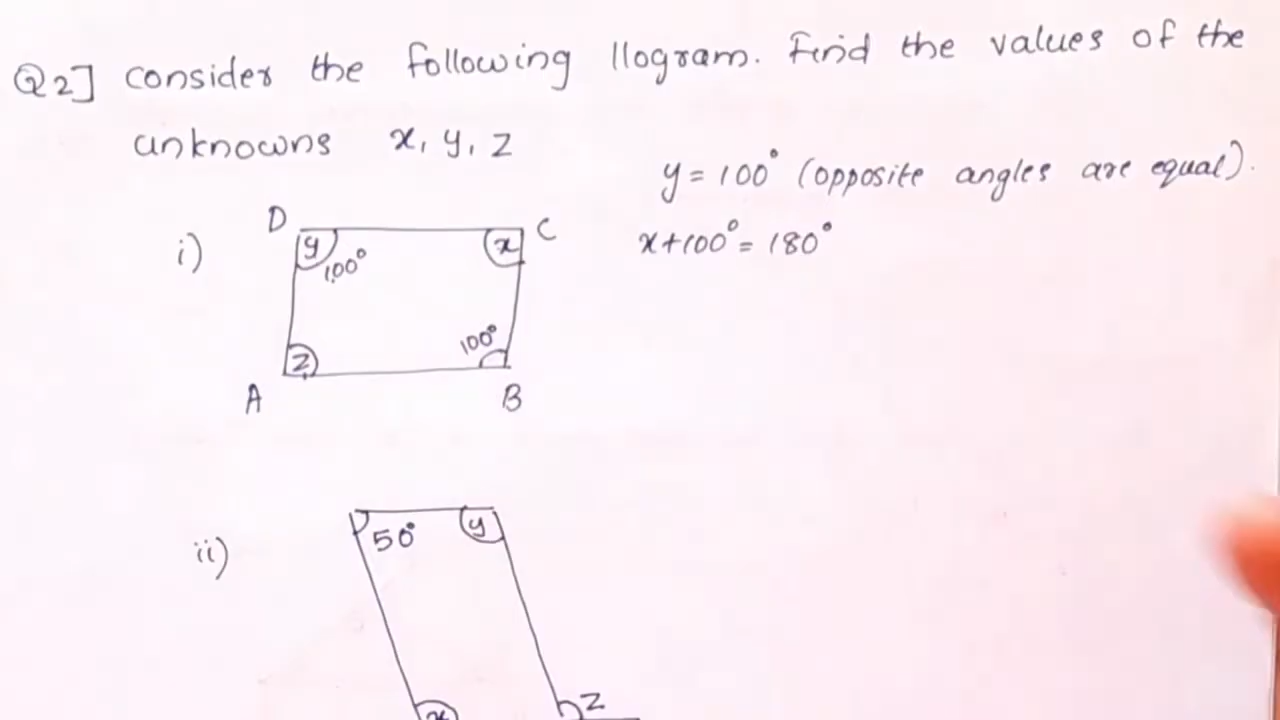 Q2] consider the following llogram. Find the values of the
unknowns x, y, z
y = 100° (opposite angles are equal).
x+100° = 180°
i)
D
y
100°
x
C
z
100°
A
B
ii)
50°
y
x
z